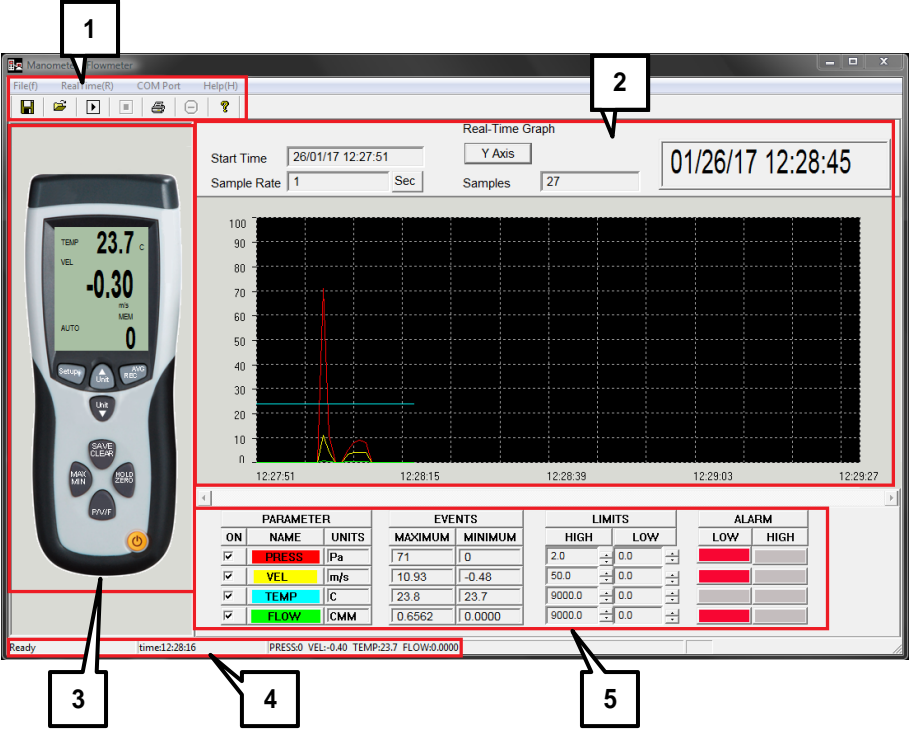 1
Manometer Flowmeter
File(f) RealTime(R) COM Port Help(H)
2
Real-Time Graph
Start Time 26/01/17 12:27:51 Y Axis
01/26/17 12:28:45
Sample Rate 1 Sec Samples 27
TEMP 23.7 C
VEL
-0.30
m/s
MEM
AUTO
0
Setup
Unit
AVG
REC
Unit
SAVE
CLEAR
MAX
MIN
HOLD
ZERO
P/V/F
100
90
80
70
60
50
40
30
20
10
0
12:27:51 12:28:15 12:28:39 12:29:03 12:29:27
PARAMETER EVENTS LIMITS ALARM
ON NAME UNITS MAXIMUM MINIMUM HIGH LOW LOW HIGH
PRESS Pa 71 0 2.0 0.0
VEL m/s 10.93 -0.48 50.0 0.0
TEMP C 23.8 23.7 9000.0 0.0
FLOW CMM 0.6562 0.0000 9000.0 0.0
Ready time:12:28:16 PRESS:0 VEL:-0.40 TEMP:23.7 FLOW:0.0000
3
4
5